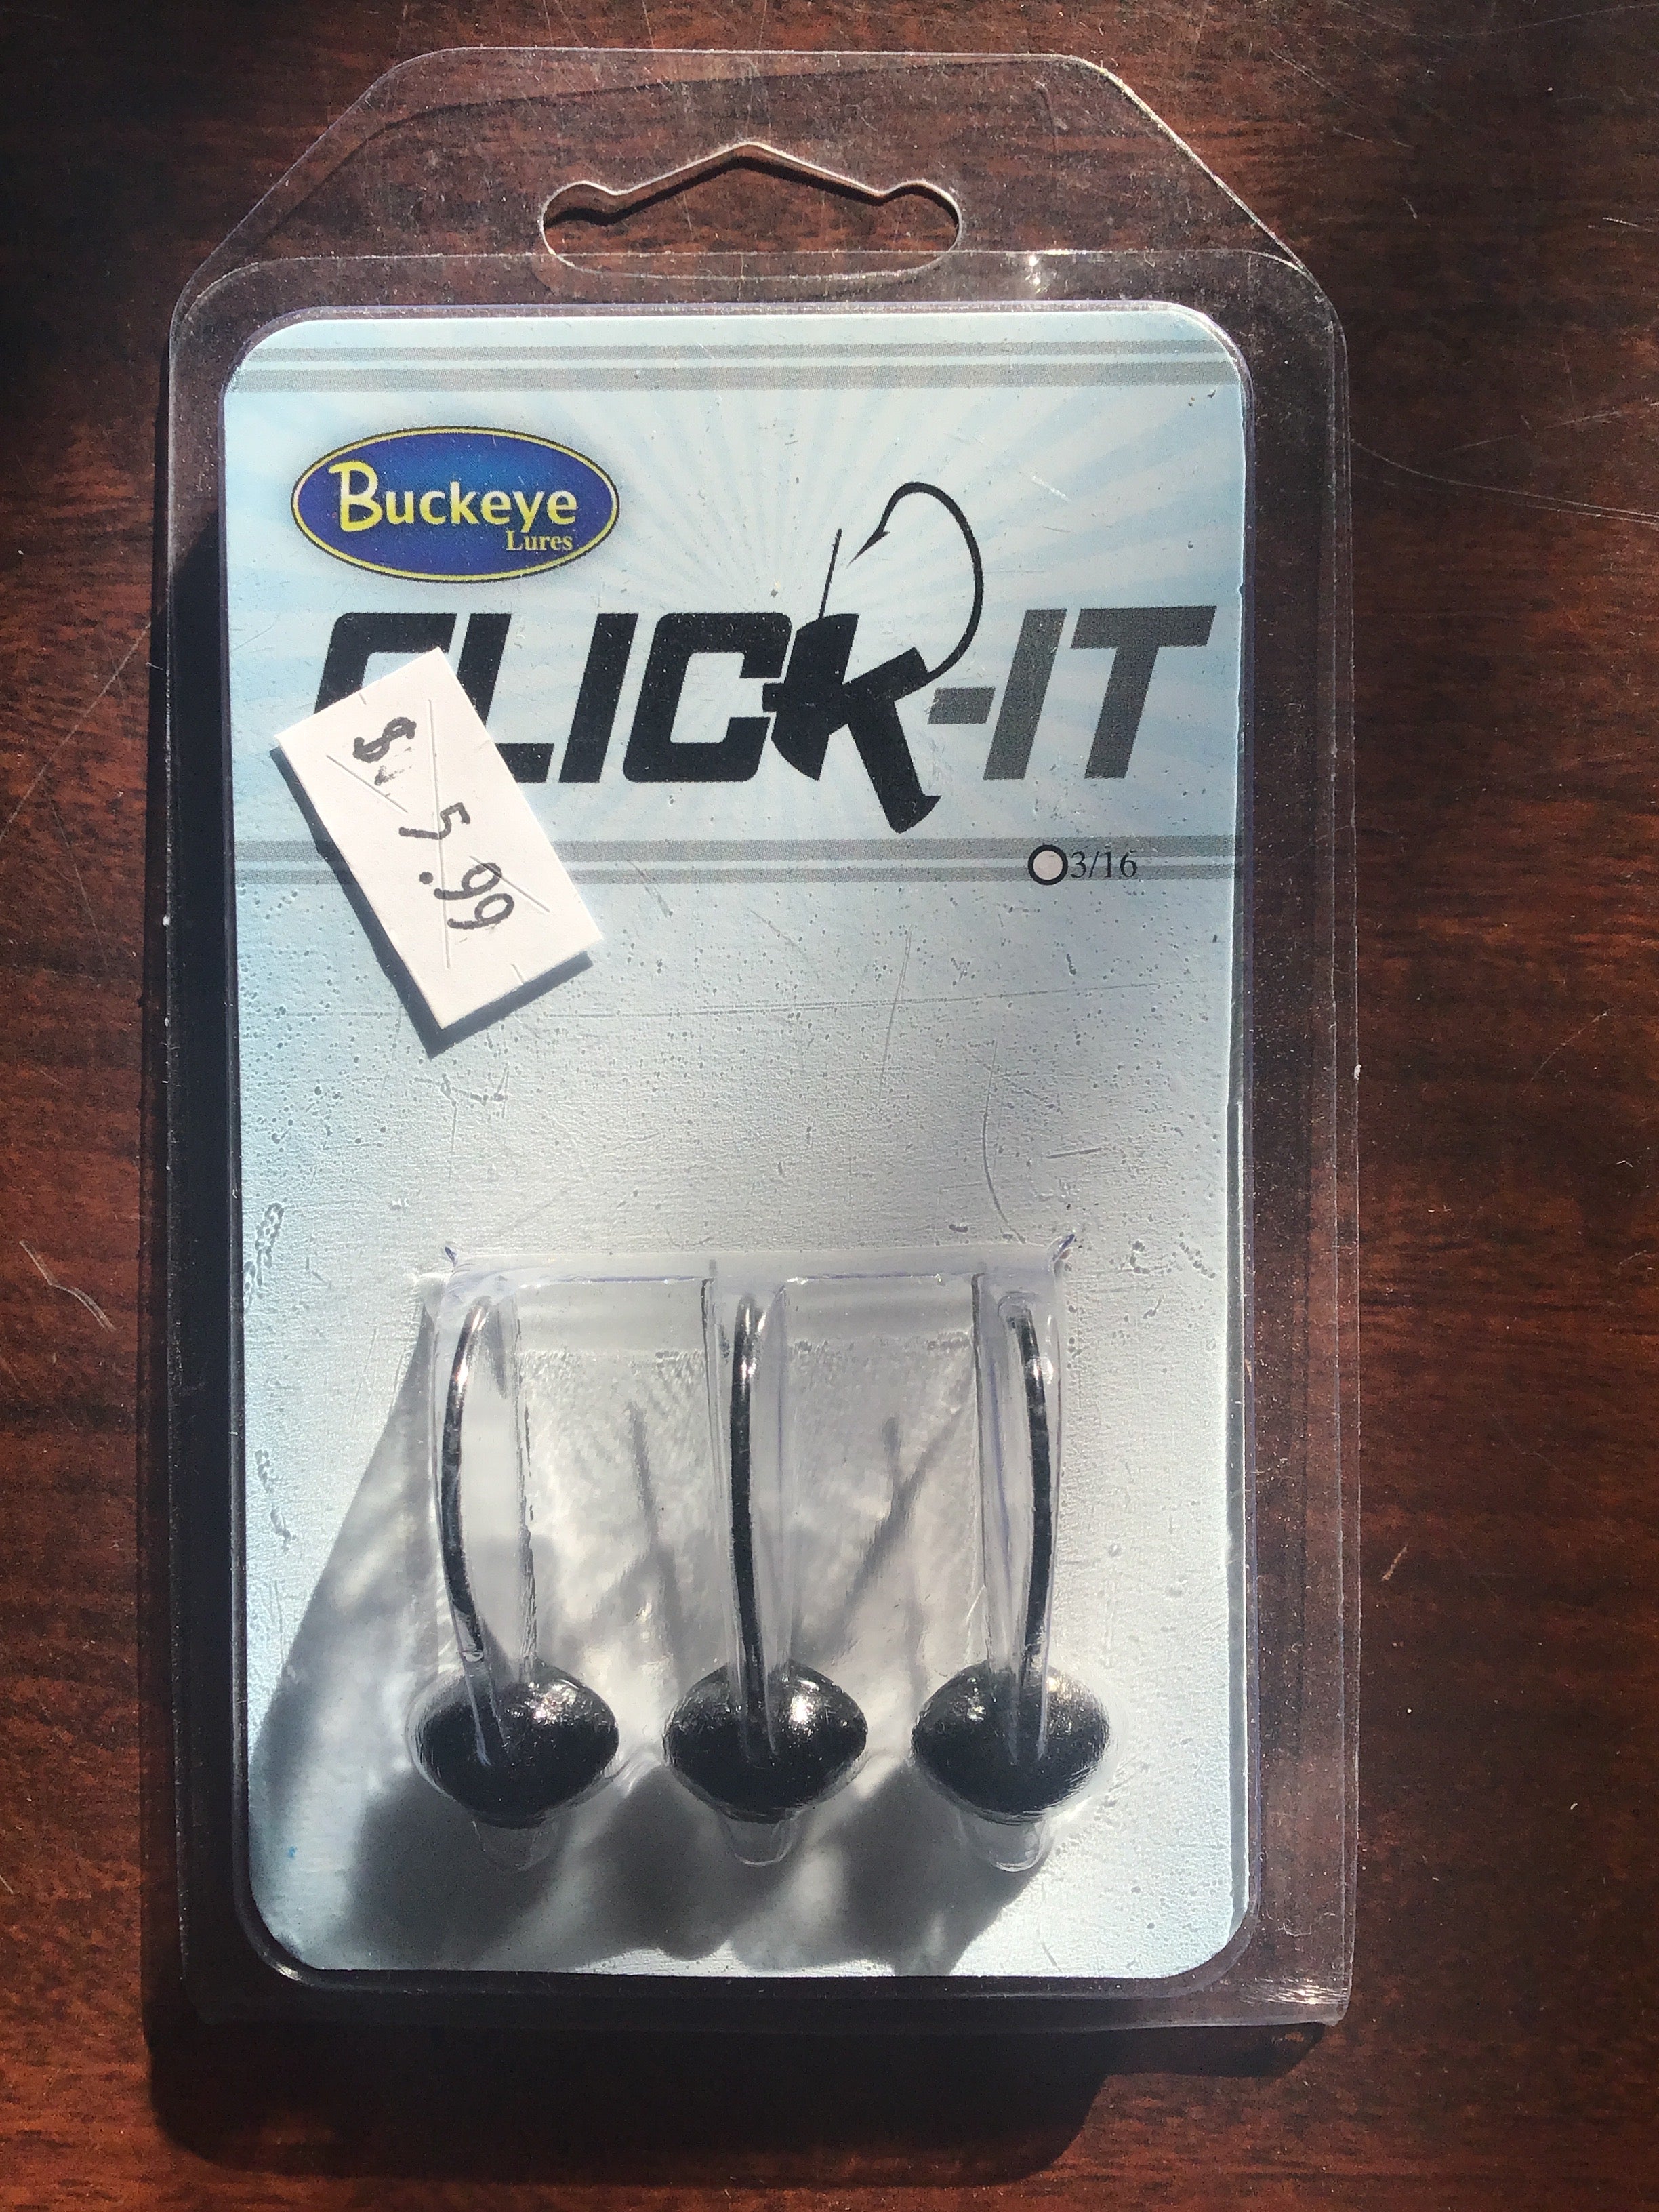 Buckeye
Lures
CLICK-IT
$ 5.99
3/16